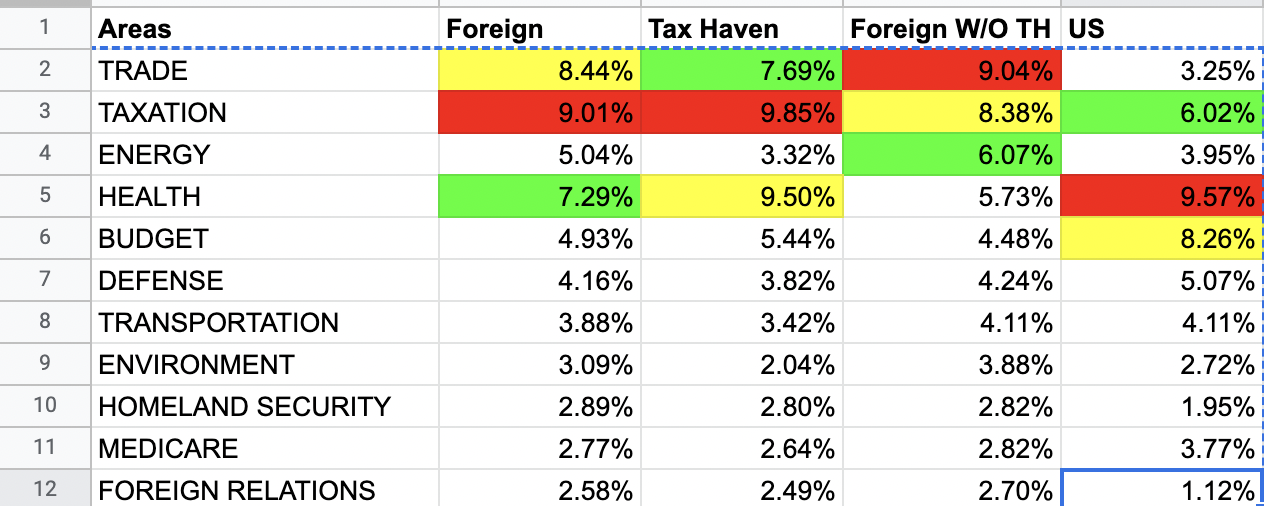 1 Areas Foreign Tax Haven Foreign W/O TH US
2 TRADE 8.44% 7.69% 9.04% 3.25%
3 TAXATION 9.01% 9.85% 8.38% 6.02%
4 ENERGY 5.04% 3.32% 6.07% 3.95%
5 HEALTH 7.29% 9.50% 5.73% 9.57%
6 BUDGET 4.93% 5.44% 4.48% 8.26%
7 DEFENSE 4.16% 3.82% 4.24% 5.07%
8 TRANSPORTATION 3.88% 3.42% 4.11% 4.11%
9 ENVIRONMENT 3.09% 2.04% 3.88% 2.72%
10 HOMELAND SECURITY 2.89% 2.80% 2.82% 1.95%
11 MEDICARE 2.77% 2.64% 2.82% 3.77%
12 FOREIGN RELATIONS 2.58% 2.49% 2.70% 1.12%